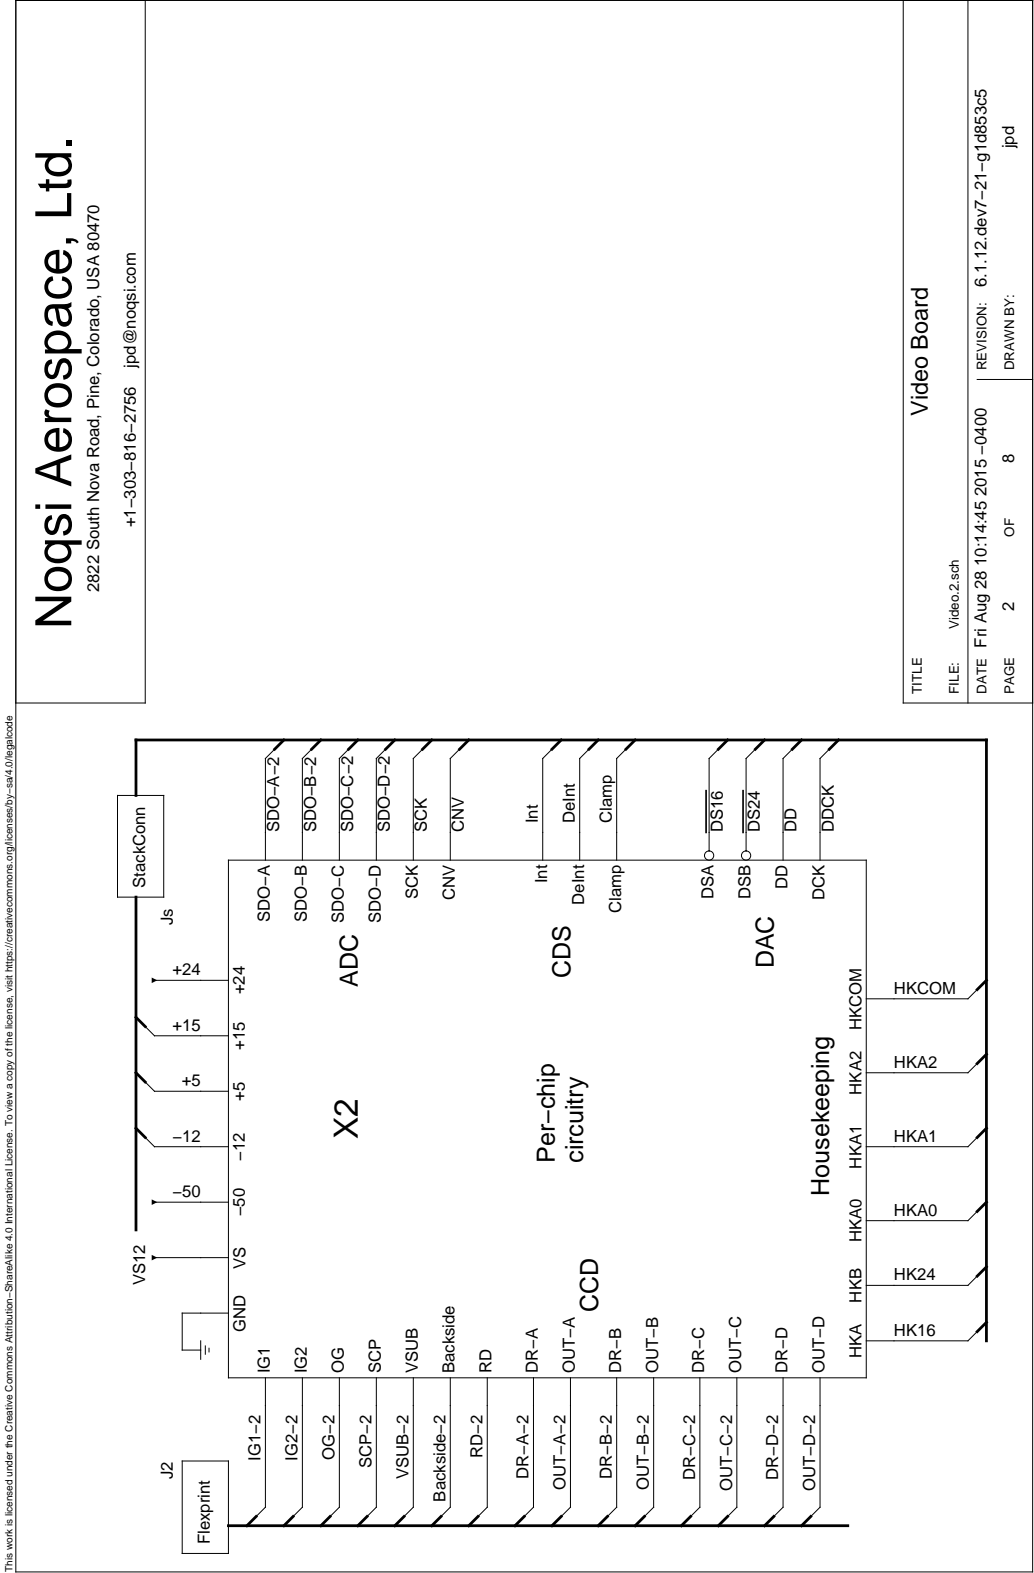 This work is licensed under the Creative Commons Attribution−ShareAlike 4.0 International License. To view a copy of the license, visit https://creativecommons.org/licenses/by−sa/4.0/legalcode
Noqsi Aerospace, Ltd.
2822 South Nova Road, Pine, Colorado, USA 80470
+1−303−816−2756 jpd@noqsi.com
J2
Flexprint
Js
StackConn
VS12
−50
−12
+5
+15
+24
GND
VS
−50
−12
+5
+15
+24
IG1−2
IG1
SDO−A
SDO−A−2
IG2−2
IG2
SDO−B
SDO−B−2
OG−2
OG
X2
ADC
SDO−C
SDO−C−2
SCP−2
SCP
SDO−D
SDO−D−2
VSUB−2
VSUB
SCK
SCK
Backside−2
Backside
CNV
CNV
RD−2
RD
DR−A−2
DR−A
Per−chip
circuitry
Int
Int
OUT−A−2
OUT−A
CCD
CDS
DeInt
DeInt
DR−B−2
DR−B
Clamp
Clamp
OUT−B−2
OUT−B
DR−C−2
DR−C
DSA
DS16
OUT−C−2
OUT−C
DAC
DSB
DS24
DR−D−2
DR−D
DD
DD
OUT−D−2
OUT−D
Housekeeping
DCK
DDCK
HKA
HKB
HKA0
HKA1
HKA2
HKCOM
HK16
HK24
HKA0
HKA1
HKA2
HKCOM
TITLE
Video Board
FILE: Video.2.sch
DATE Fri Aug 28 10:14:45 2015 −0400
REVISION: 6.1.12.dev7−21−g1d853c5
PAGE 2 OF 8
DRAWN BY: jpd